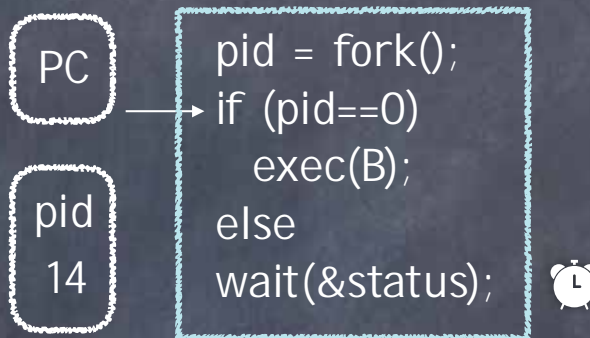 PC
pid = fork();
if (pid==0)
exec(B);
else
wait(&status);
pid
14